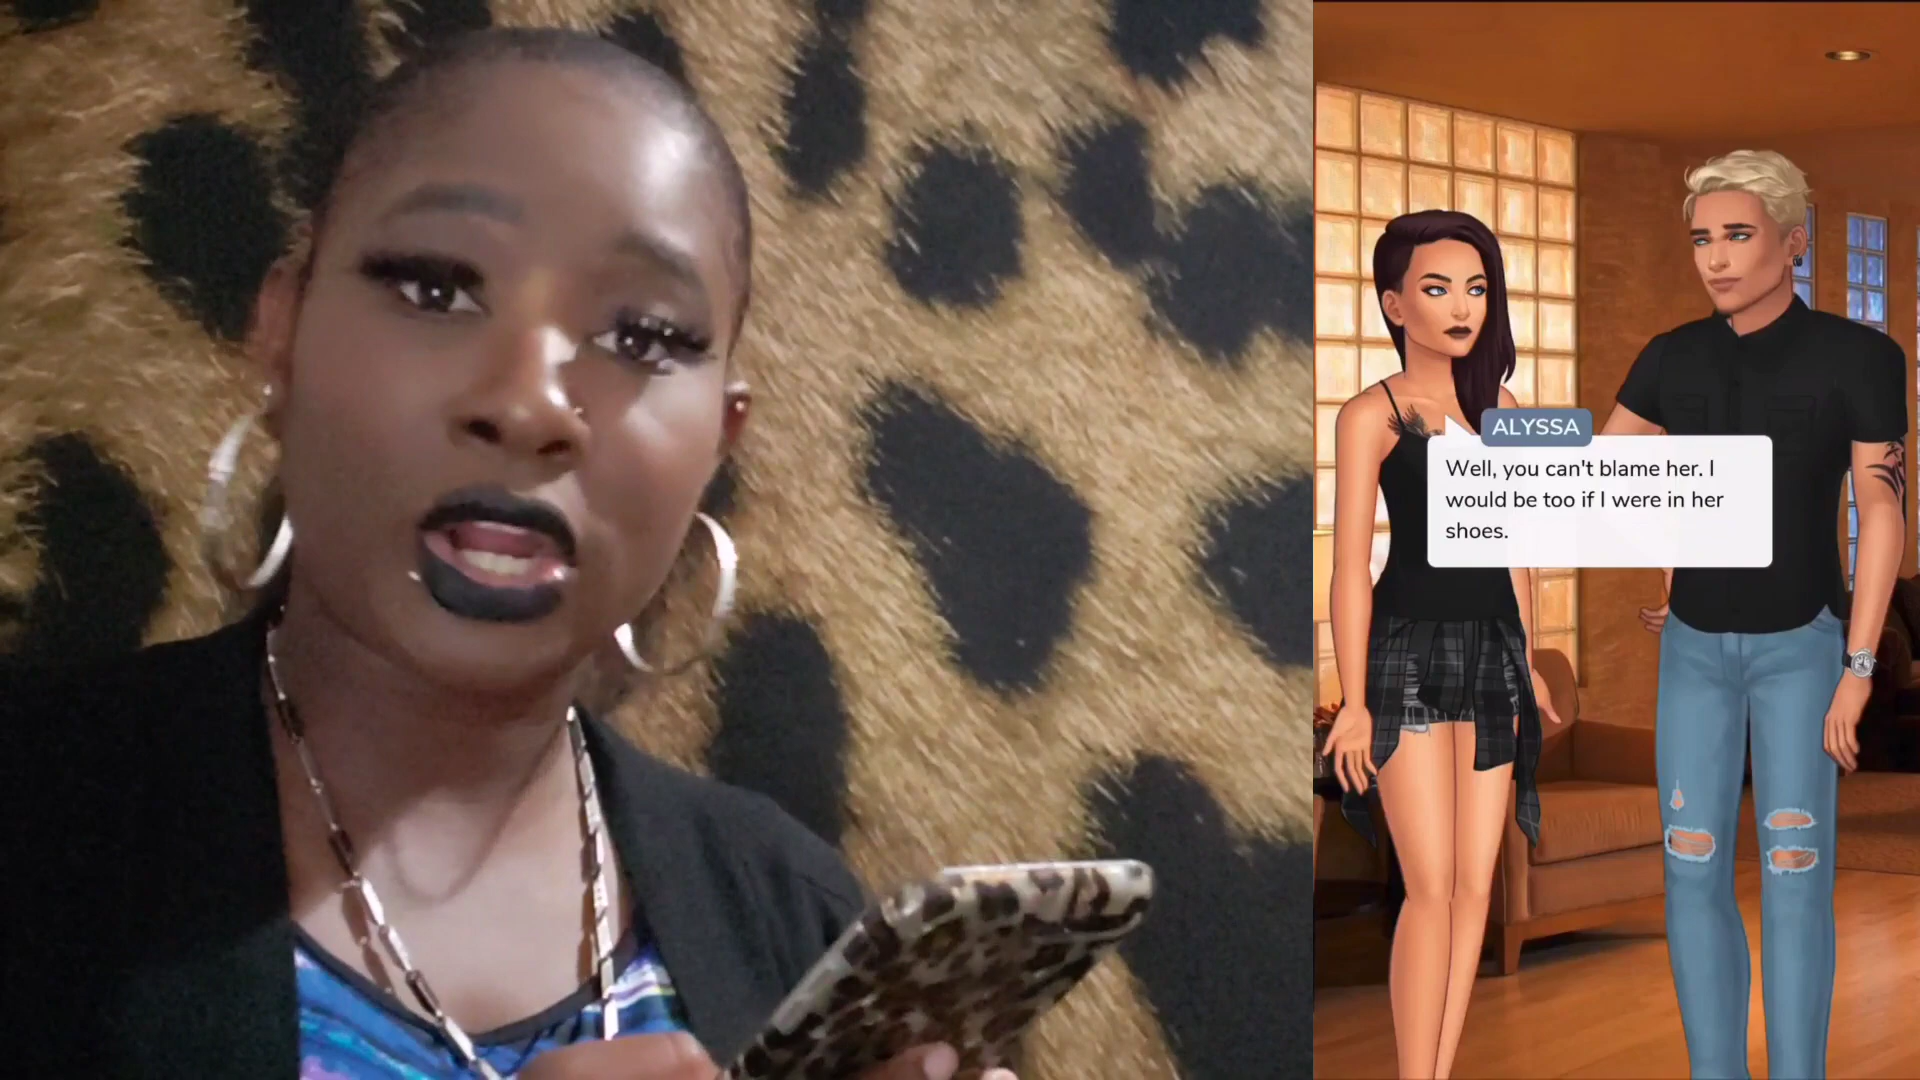 ALYSSA
Well, you can't blame her. I
would be too if I were in her
shoes.